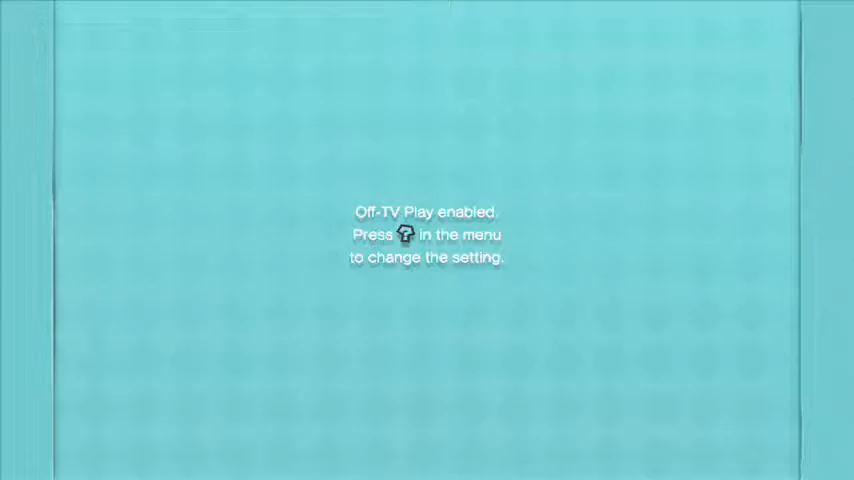 Off-TV Play enabled.
Press in the menu
to change the setting.